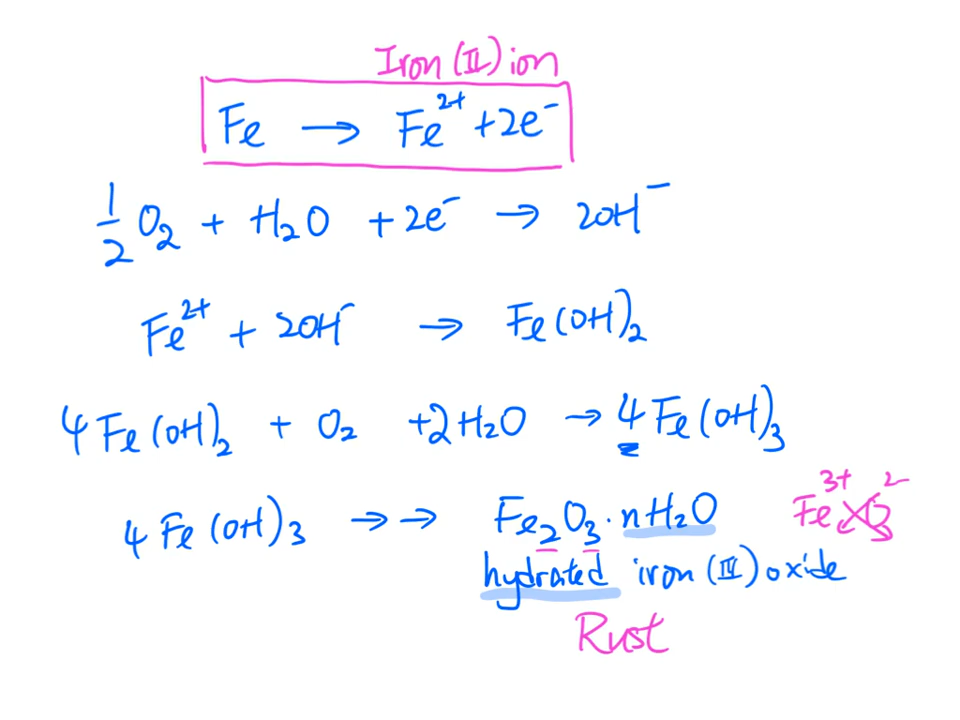 Iron (II) ion
Fe → Fe²⁺ + 2e⁻
½ O₂ + H₂O + 2e⁻ → 2OH⁻
Fe²⁺ + 2OH⁻ → Fe(OH)₂
4Fe(OH)₂ + O₂ + 2H₂O → 4Fe(OH)₃
4Fe(OH)₃ →→ Fe₂O₃·nH₂O
hydrated iron (III) oxide
Rust